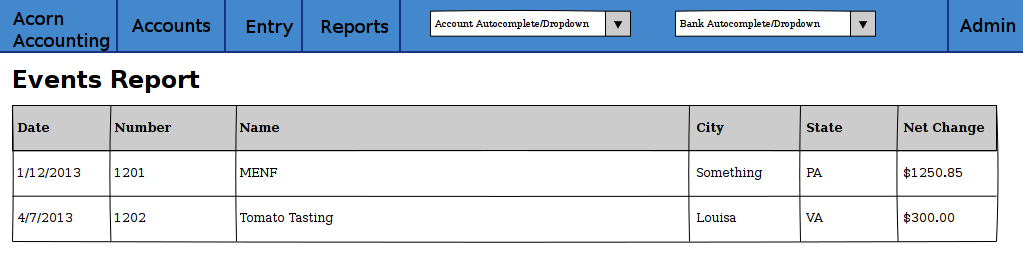 Acorn
Accounting
Accounts
Entry
Reports
Account Autocomplete/Dropdown
Bank Autocomplete/Dropdown
Admin
Events Report
Date Number Name City State Net Change
1/12/2013 1201 MENF Something PA $1250.85
4/7/2013 1202 Tomato Tasting Louisa VA $300.00